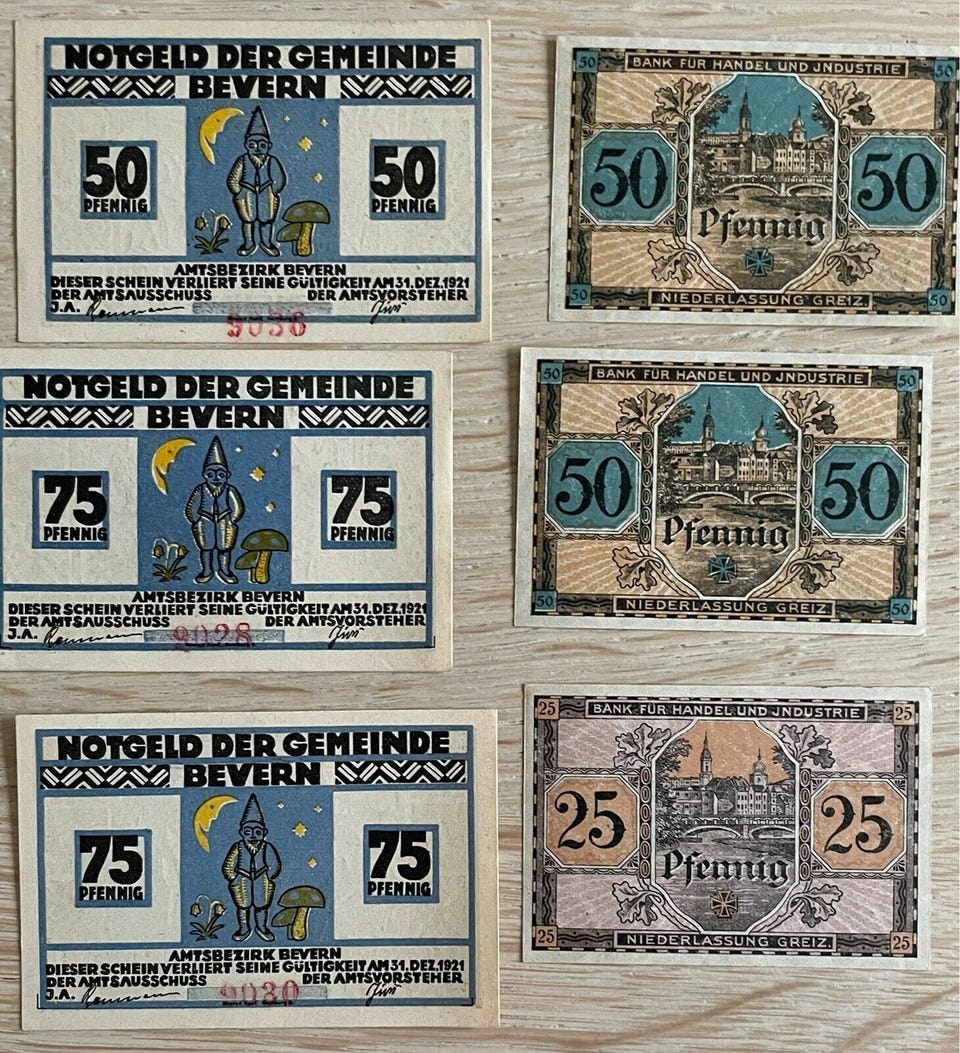 NOTGELD DER GEMEINDE
BEVERN
50
PFENNIG
50
PFENNIG
AMTSBEZIRK BEVERN
DIESER SCHEIN VERLIERT SEINE GÜLTIGKEIT AM 31. DEZ. 1921
DER AMTSAUSSCHUSS DER AMTSVORSTEHER
J.A.
9036
50 BANK FÜR HANDEL UND JNDUSTRIE 50
50 50
Pfennig
50 NIEDERLASSUNG GREIZ. 50
NOTGELD DER GEMEINDE
BEVERN
75
PFENNIG
75
PFENNIG
AMTSBEZIRK BEVERN
DIESER SCHEIN VERLIERT SEINE GÜLTIGKEIT AM 31. DEZ. 1921
DER AMTSAUSSCHUSS DER AMTSVORSTEHER
J.A.
9028
50 BANK FÜR HANDEL UND JNDUSTRIE 50
50 50
Pfennig
50 NIEDERLASSUNG GREIZ 50
NOTGELD DER GEMEINDE
BEVERN
75
PFENNIG
75
PFENNIG
AMTSBEZIRK BEVERN
DIESER SCHEIN VERLIERT SEINE GÜLTIGKEIT AM 31. DEZ. 1921
DER AMTSAUSSCHUSS DER AMTSVORSTEHER
J.A.
9030
25 BANK FÜR HANDEL UND JNDUSTRIE 25
25 25
Pfennig
25 NIEDERLASSUNG GREIZ. 25